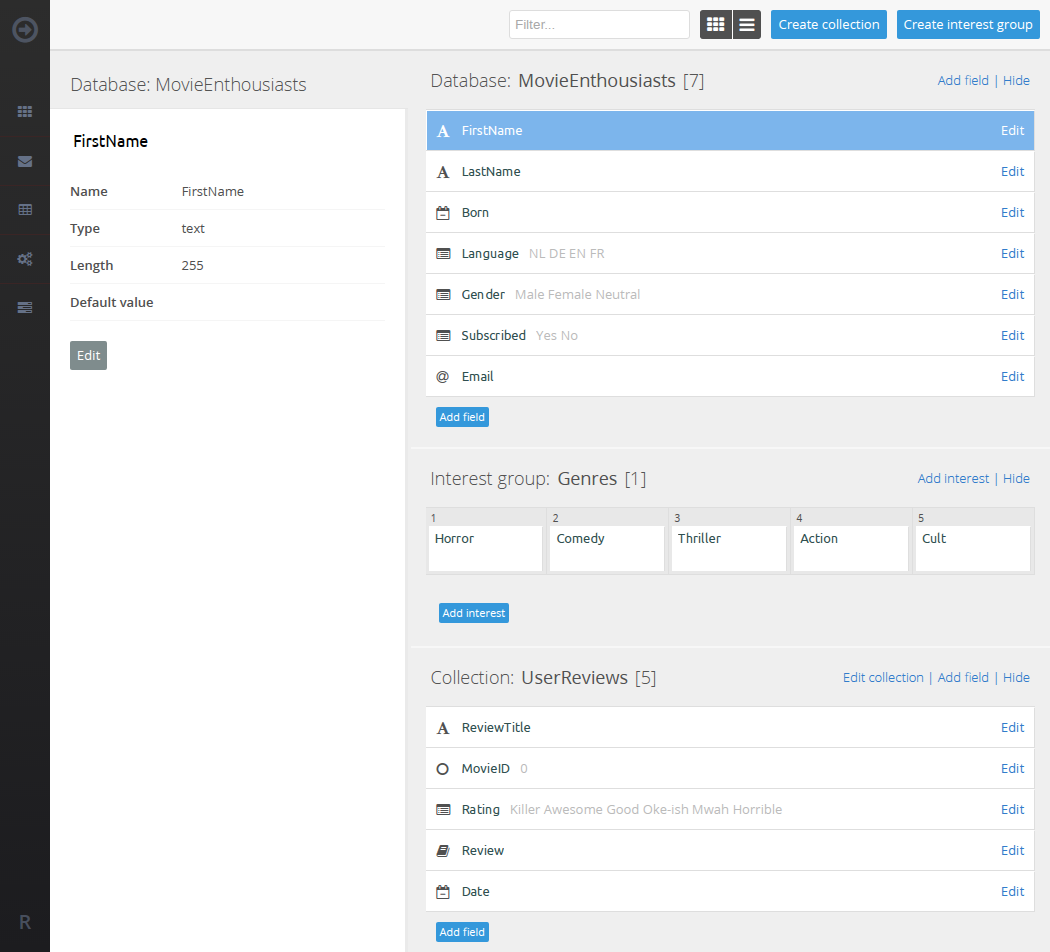 Filter...
Create collection
Create interest group
Database: MovieEnthousiasts
FirstName
Name FirstName
Type text
Length 255
Default value
Edit
Database: MovieEnthousiasts [7] Add field | Hide
A FirstName Edit
A LastName Edit
Born Edit
Language NL DE EN FR Edit
Gender Male Female Neutral Edit
Subscribed Yes No Edit
@ Email Edit
Add field
Interest group: Genres [1] Add interest | Hide
1 2 3 4 5
Horror Comedy Thriller Action Cult
Add interest
Collection: UserReviews [5] Edit collection | Add field | Hide
A ReviewTitle Edit
MovieID 0 Edit
Rating Killer Awesome Good Oke-ish Mwah Horrible Edit
Review Edit
Date Edit
Add field
R